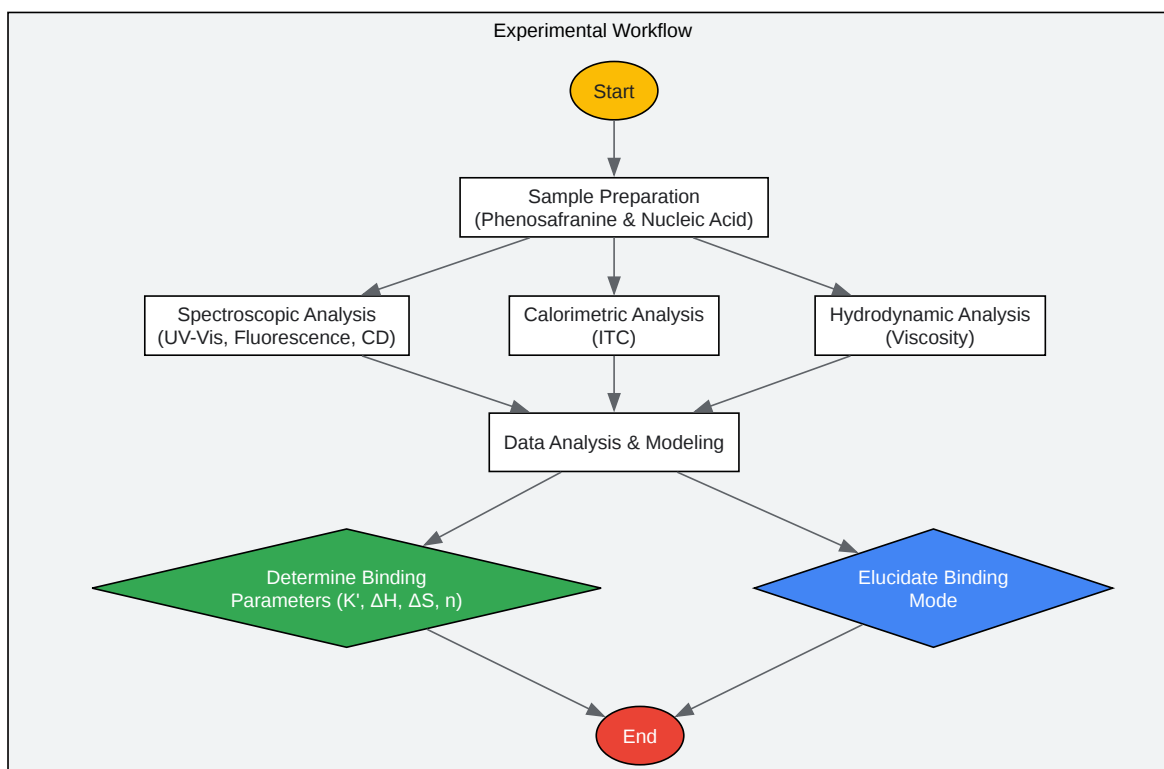 Experimental Workflow
Start
Sample Preparation
(Phenosafranine & Nucleic Acid)
Spectroscopic Analysis
(UV-Vis, Fluorescence, CD)
Calorimetric Analysis
(ITC)
Hydrodynamic Analysis
(Viscosity)
Data Analysis & Modeling
Determine Binding
Parameters (K', ΔH, ΔS, n)
Elucidate Binding
Mode
End